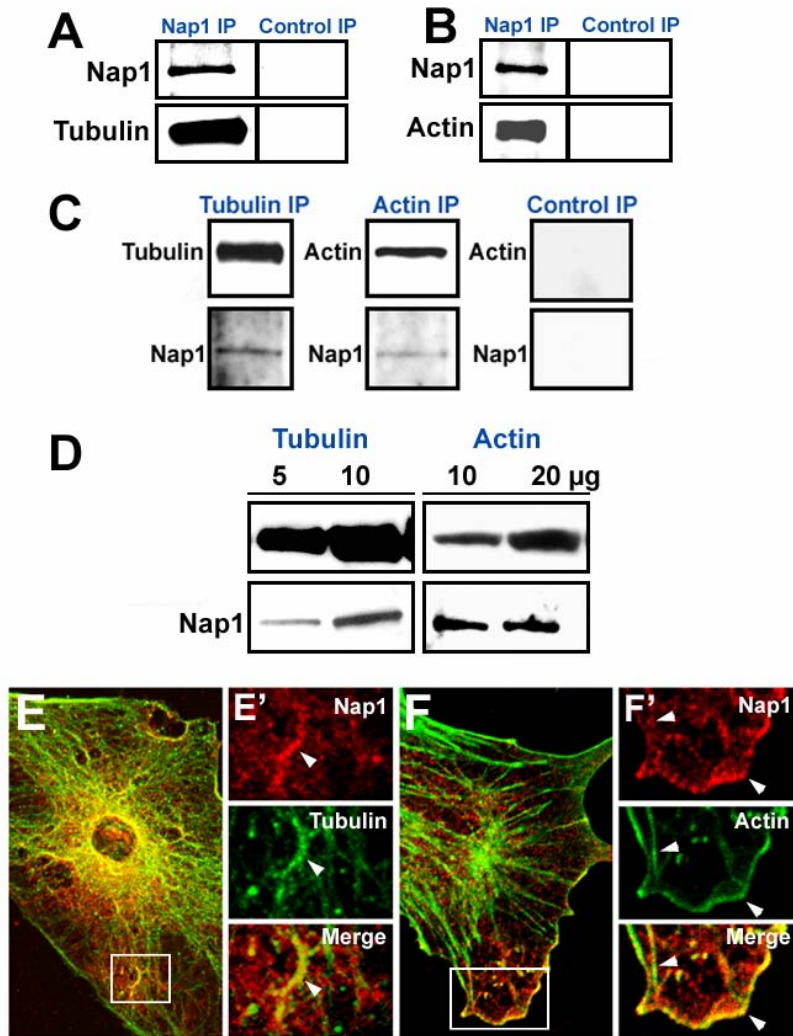 A
Nap1 IP Control IP
Nap1
Tubulin
B
Nap1 IP Control IP
Nap1
Actin
C
Tubulin IP Actin IP Control IP
Tubulin Actin Actin
Nap1 Nap1 Nap1
D
Tubulin Actin
5 10 10 20 µg
Nap1
E E' Nap1
Tubulin
Merge
F F' Nap1
Actin
Merge